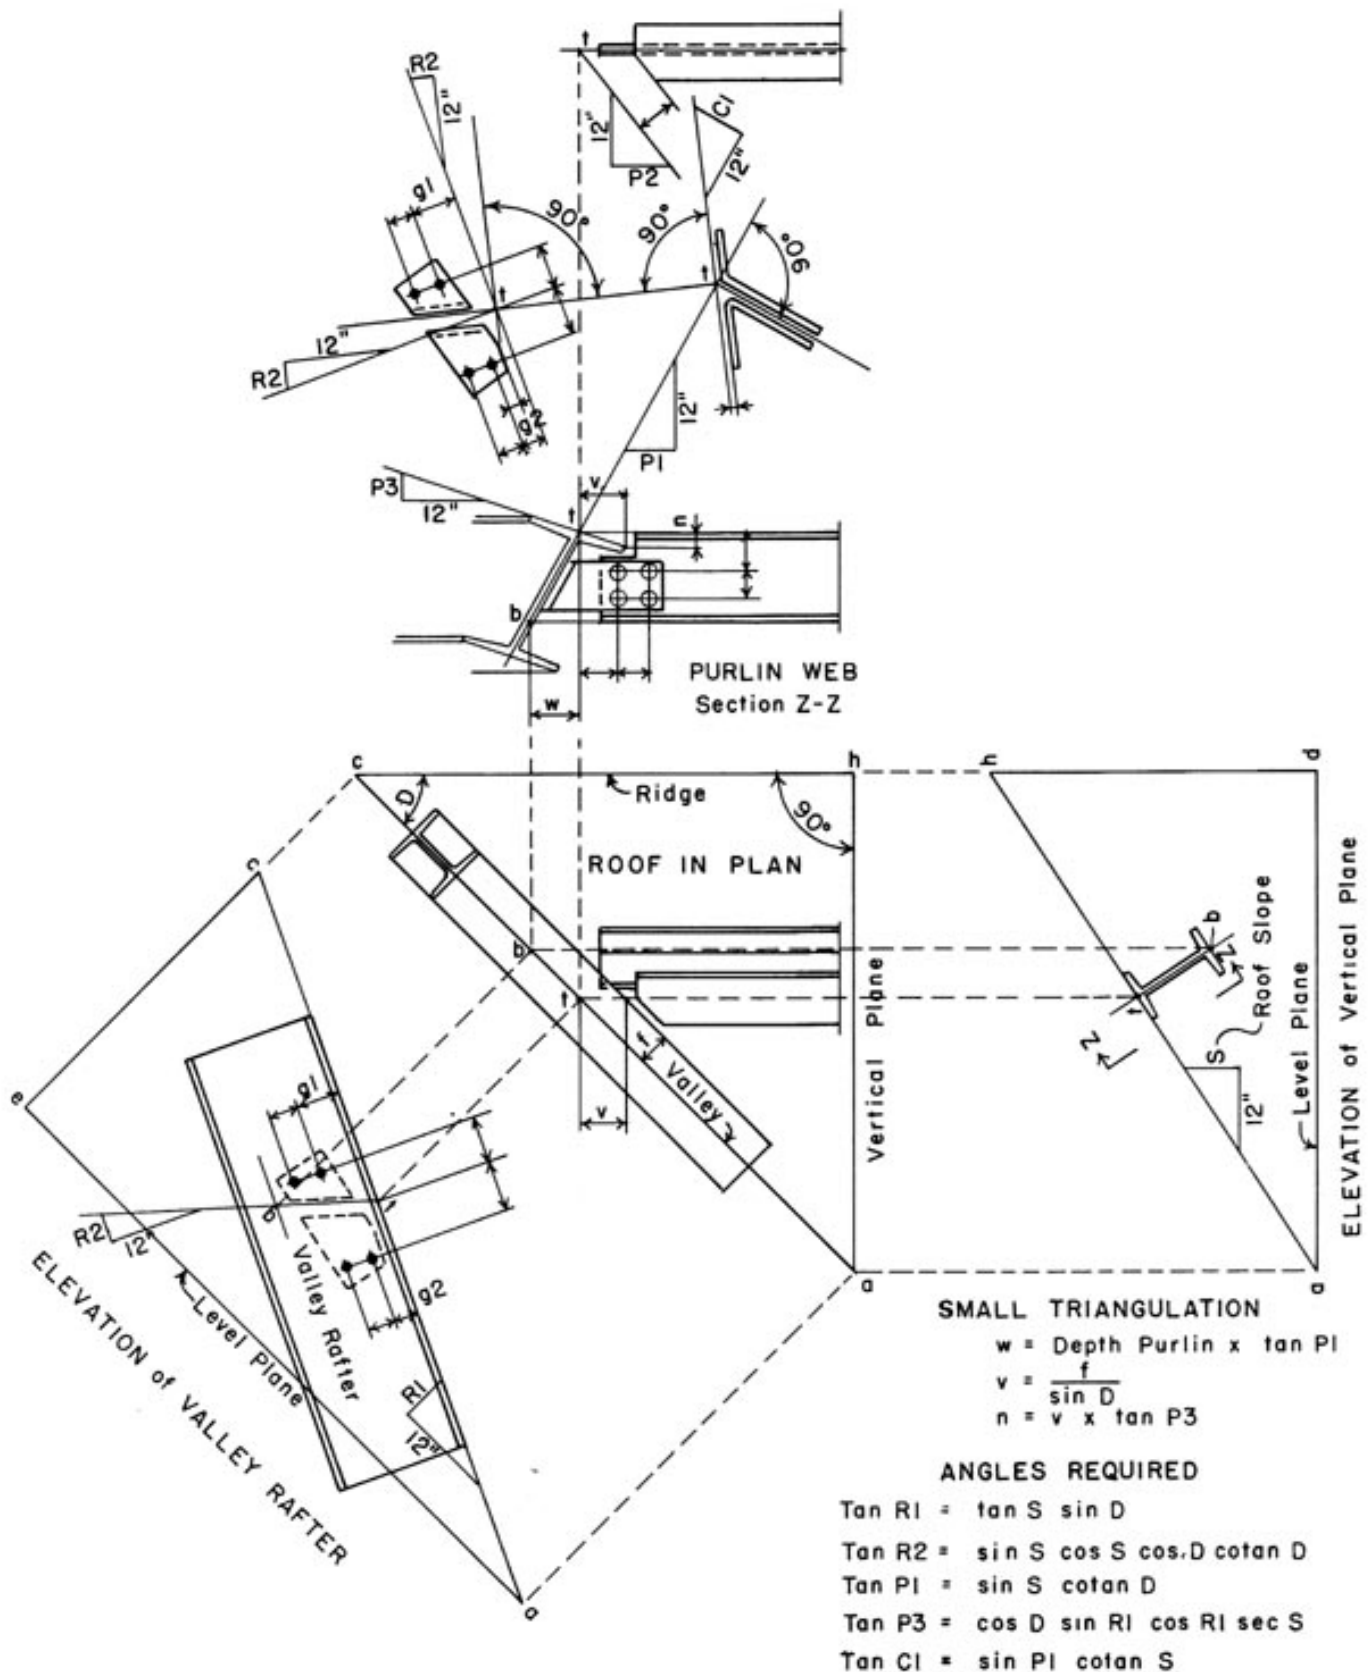 t
R2
12"
C1
12"
12"
P2
g1
90°
90°
90°
t
t
12"
R2
g2
12"
P1
P3
12"
v
t
n
b
PURLIN WEB
Section Z-Z
w
c
h
h
d
Ridge
D
90°
ROOF IN PLAN
c
b
b
Z
t
t
Z
S
Roof Slope
12"
Level Plane
ELEVATION of Vertical Plane
f
Valley
v
Vertical Plane
e
g1
b
t
R2
12"
Valley Rafter
g2
Level Plane
ELEVATION of VALLEY RAFTER
R1
12"
a
a
a
SMALL TRIANGULATION
w = Depth Purlin x tan P1
v = f / sin D
n = v x tan P3
ANGLES REQUIRED
Tan R1 = tan S sin D
Tan R2 = sin S cos S cos D cotan D
Tan P1 = sin S cotan D
Tan P3 = cos D sin R1 cos R1 sec S
Tan C1 = sin P1 cotan S